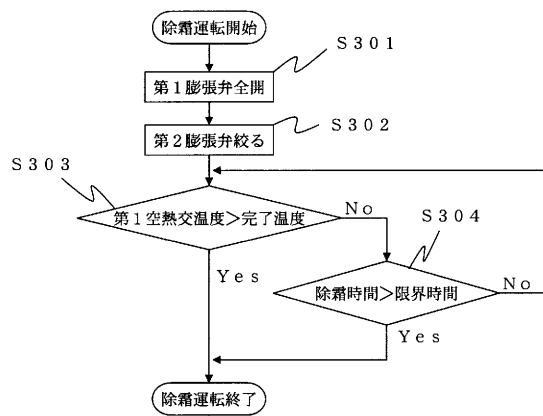 除霜運転開始
S301
第1膨張弁全開
S302
第2膨張弁絞る
S303
第1空熱交温度>完了温度
No
S304
Yes
除霜時間>限界時間
No
Yes
除霜運転終了